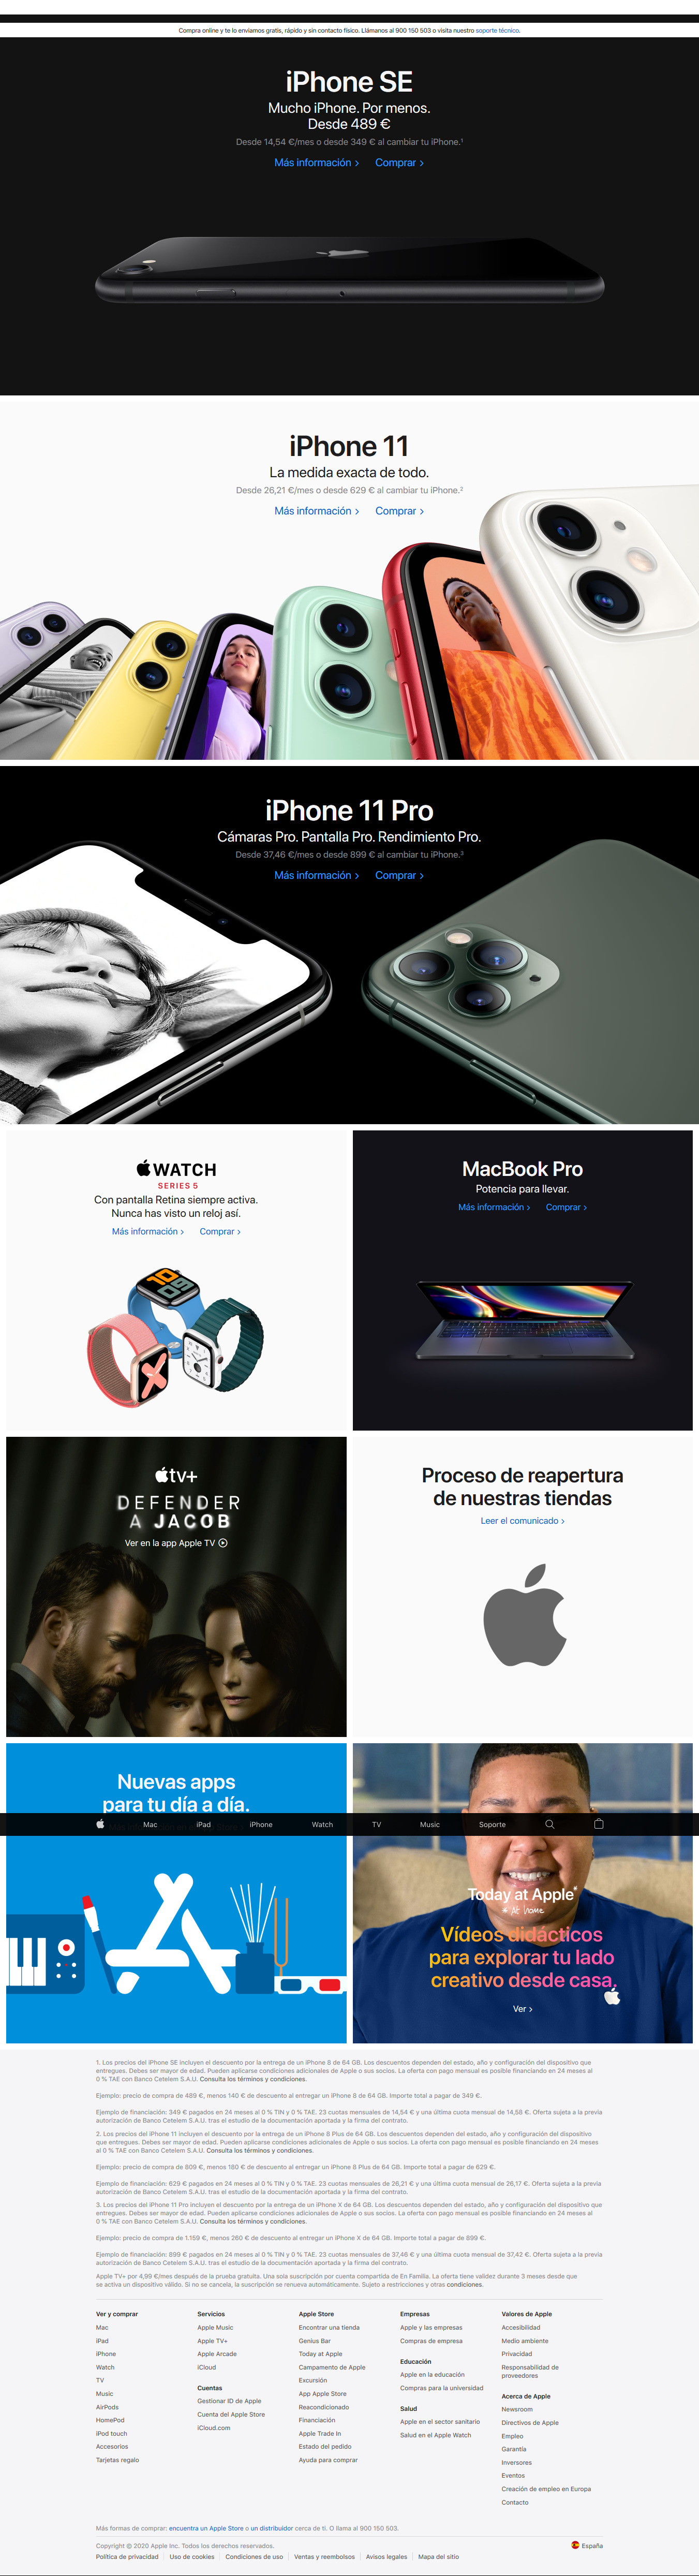 Compra online y te lo enviamos gratis, rápido y sin contacto físico. Llámanos al 900 150 503 o visita nuestro soporte técnico.
iPhone SE
Mucho iPhone. Por menos.
Desde 489 €
Desde 14,54 €/mes o desde 349 € al cambiar tu iPhone.¹
Más información > Comprar >
iPhone 11
La medida exacta de todo.
Desde 26,21 €/mes o desde 629 € al cambiar tu iPhone.²
Más información > Comprar >
iPhone 11 Pro
Cámaras Pro. Pantalla Pro. Rendimiento Pro.
Desde 37,46 €/mes o desde 899 € al cambiar tu iPhone.³
Más información > Comprar >
WATCH
SERIES 5
Con pantalla Retina siempre activa.
Nunca has visto un reloj así.
Más información > Comprar >
10
09
MacBook Pro
Potencia para llevar.
Más información > Comprar >
tv+
DEFENDER
A JACOB
Ver en la app Apple TV
Proceso de reapertura
de nuestras tiendas
Leer el comunicado >
Nuevas apps
para tu día a día.
Mac iPad iPhone Watch TV Music Soporte
Today at Apple
At home
Vídeos didácticos
para explorar tu lado
creativo desde casa.
Ver >
1. Los precios del iPhone SE incluyen el descuento por la entrega de un iPhone 8 de 64 GB. Los descuentos dependen del estado, año y configuración del dispositivo que
entregues. Debes ser mayor de edad. Pueden aplicarse condiciones adicionales de Apple o sus socios. La oferta con pago mensual es posible financiando en 24 meses al
0 % TAE con Banco Cetelem S.A.U. Consulta los términos y condiciones.
Ejemplo: precio de compra de 489 €, menos 140 € de descuento al entregar un iPhone 8 de 64 GB. Importe total a pagar de 349 €.
Ejemplo de financiación: 349 € pagados en 24 meses al 0 % TIN y 0 % TAE. 23 cuotas mensuales de 14,54 € y una última cuota mensual de 14,58 €. Oferta sujeta a la previa
autorización de Banco Cetelem S.A.U. tras el estudio de la documentación aportada y la firma del contrato.
2. Los precios del iPhone 11 incluyen el descuento por la entrega de un iPhone 8 Plus de 64 GB. Los descuentos dependen del estado, año y configuración del dispositivo
que entregues. Debes ser mayor de edad. Pueden aplicarse condiciones adicionales de Apple o sus socios. La oferta con pago mensual es posible financiando en 24 meses
al 0 % TAE con Banco Cetelem S.A.U. Consulta los términos y condiciones.
Ejemplo: precio de compra de 809 €, menos 180 € de descuento al entregar un iPhone 8 Plus de 64 GB. Importe total a pagar de 629 €.
Ejemplo de financiación: 629 € pagados en 24 meses al 0 % TIN y 0 % TAE. 23 cuotas mensuales de 26,21 € y una última cuota mensual de 26,17 €. Oferta sujeta a la previa
autorización de Banco Cetelem S.A.U. tras el estudio de la documentación aportada y la firma del contrato.
3. Los precios del iPhone 11 Pro incluyen el descuento por la entrega de un iPhone X de 64 GB. Los descuentos dependen del estado, año y configuración del dispositivo que
entregues. Debes ser mayor de edad. Pueden aplicarse condiciones adicionales de Apple o sus socios. La oferta con pago mensual es posible financiando en 24 meses al
0 % TAE con Banco Cetelem S.A.U. Consulta los términos y condiciones.
Ejemplo: precio de compra de 1.159 €, menos 260 € de descuento al entregar un iPhone X de 64 GB. Importe total a pagar de 899 €.
Ejemplo de financiación: 899 € pagados en 24 meses al 0 % TIN y 0 % TAE. 23 cuotas mensuales de 37,46 € y una última cuota mensual de 37,42 €. Oferta sujeta a la previa
autorización de Banco Cetelem S.A.U. tras el estudio de la documentación aportada y la firma del contrato.
Apple TV+ por 4,99 €/mes después de la prueba gratuita. Una sola suscripción por cuenta compartida de En Familia. La oferta tiene validez durante 3 meses desde que
se activa un dispositivo válido. Si no se cancela, la suscripción se renueva automáticamente. Sujeto a restricciones y otras condiciones.
Ver y comprar
Mac
iPad
iPhone
Watch
TV
Music
AirPods
HomePod
iPod touch
Accesorios
Tarjetas regalo
Servicios
Apple Music
Apple TV+
Apple Arcade
iCloud
Cuentas
Gestionar ID de Apple
Cuenta del Apple Store
iCloud.com
Apple Store
Encontrar una tienda
Genius Bar
Today at Apple
Campamento de Apple
Excursión
App Apple Store
Reacondicionado
Financiación
Apple Trade In
Estado del pedido
Ayuda para comprar
Empresas
Apple y las empresas
Compras de empresa
Educación
Apple en la educación
Compras para la universidad
Salud
Apple en el sector sanitario
Salud en el Apple Watch
Valores de Apple
Accesibilidad
Medio ambiente
Privacidad
Responsabilidad de
proveedores
Acerca de Apple
Newsroom
Directivos de Apple
Empleo
Garantía
Inversores
Eventos
Creación de empleo en Europa
Contacto
Más formas de comprar: encuentra un Apple Store o un distribuidor cerca de ti. O llama al 900 150 503.
Copyright © 2020 Apple Inc. Todos los derechos reservados.
España
Política de privacidad Uso de cookies Condiciones de uso Ventas y reembolsos Avisos legales Mapa del sitio